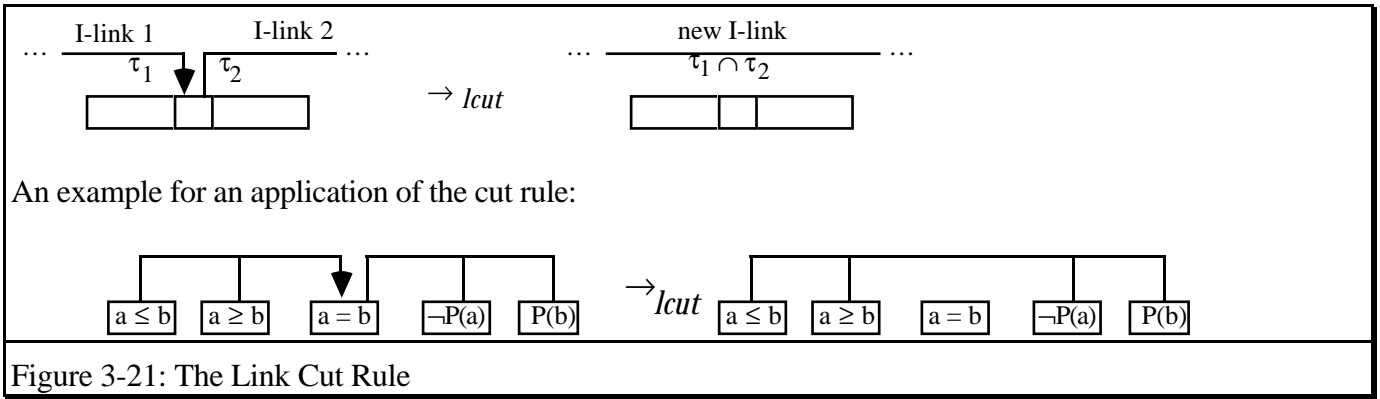 I-link 1 I-link 2 new I-link
… … … …
τ1 τ2 τ1 ∩ τ2
→ lcut
An example for an application of the cut rule:
→lcut
a ≤ b a ≥ b a = b ¬P(a) P(b) a ≤ b a ≥ b a = b ¬P(a) P(b)
Figure 3-21: The Link Cut Rule